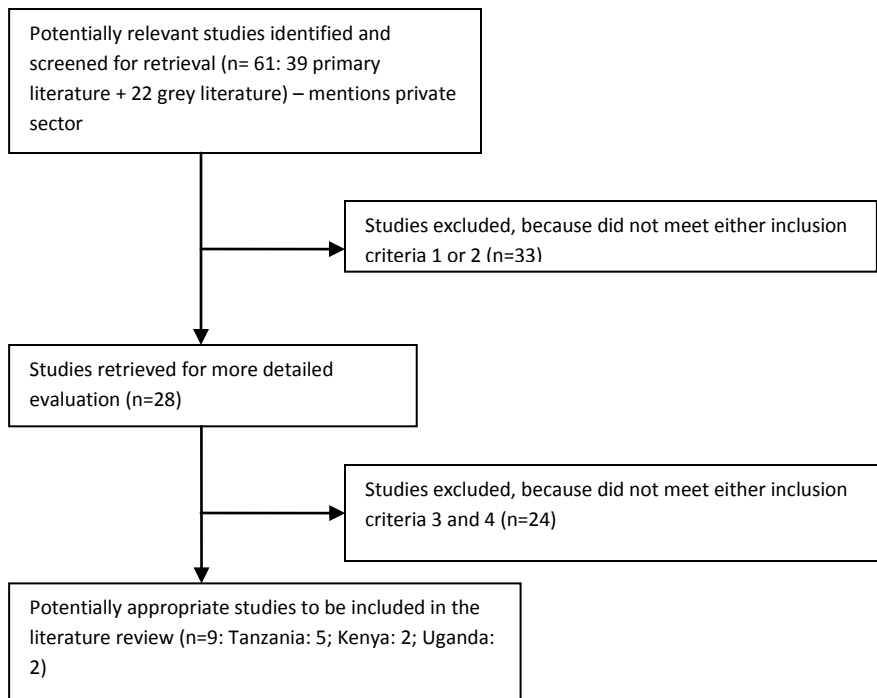 Potentially relevant studies identified and
screened for retrieval (n= 61: 39 primary
literature + 22 grey literature) – mentions private
sector
Studies excluded, because did not meet either inclusion
criteria 1 or 2 (n=33)
Studies retrieved for more detailed
evaluation (n=28)
Studies excluded, because did not meet either inclusion
criteria 3 and 4 (n=24)
Potentially appropriate studies to be included in the
literature review (n=9: Tanzania: 5; Kenya: 2; Uganda:
2)